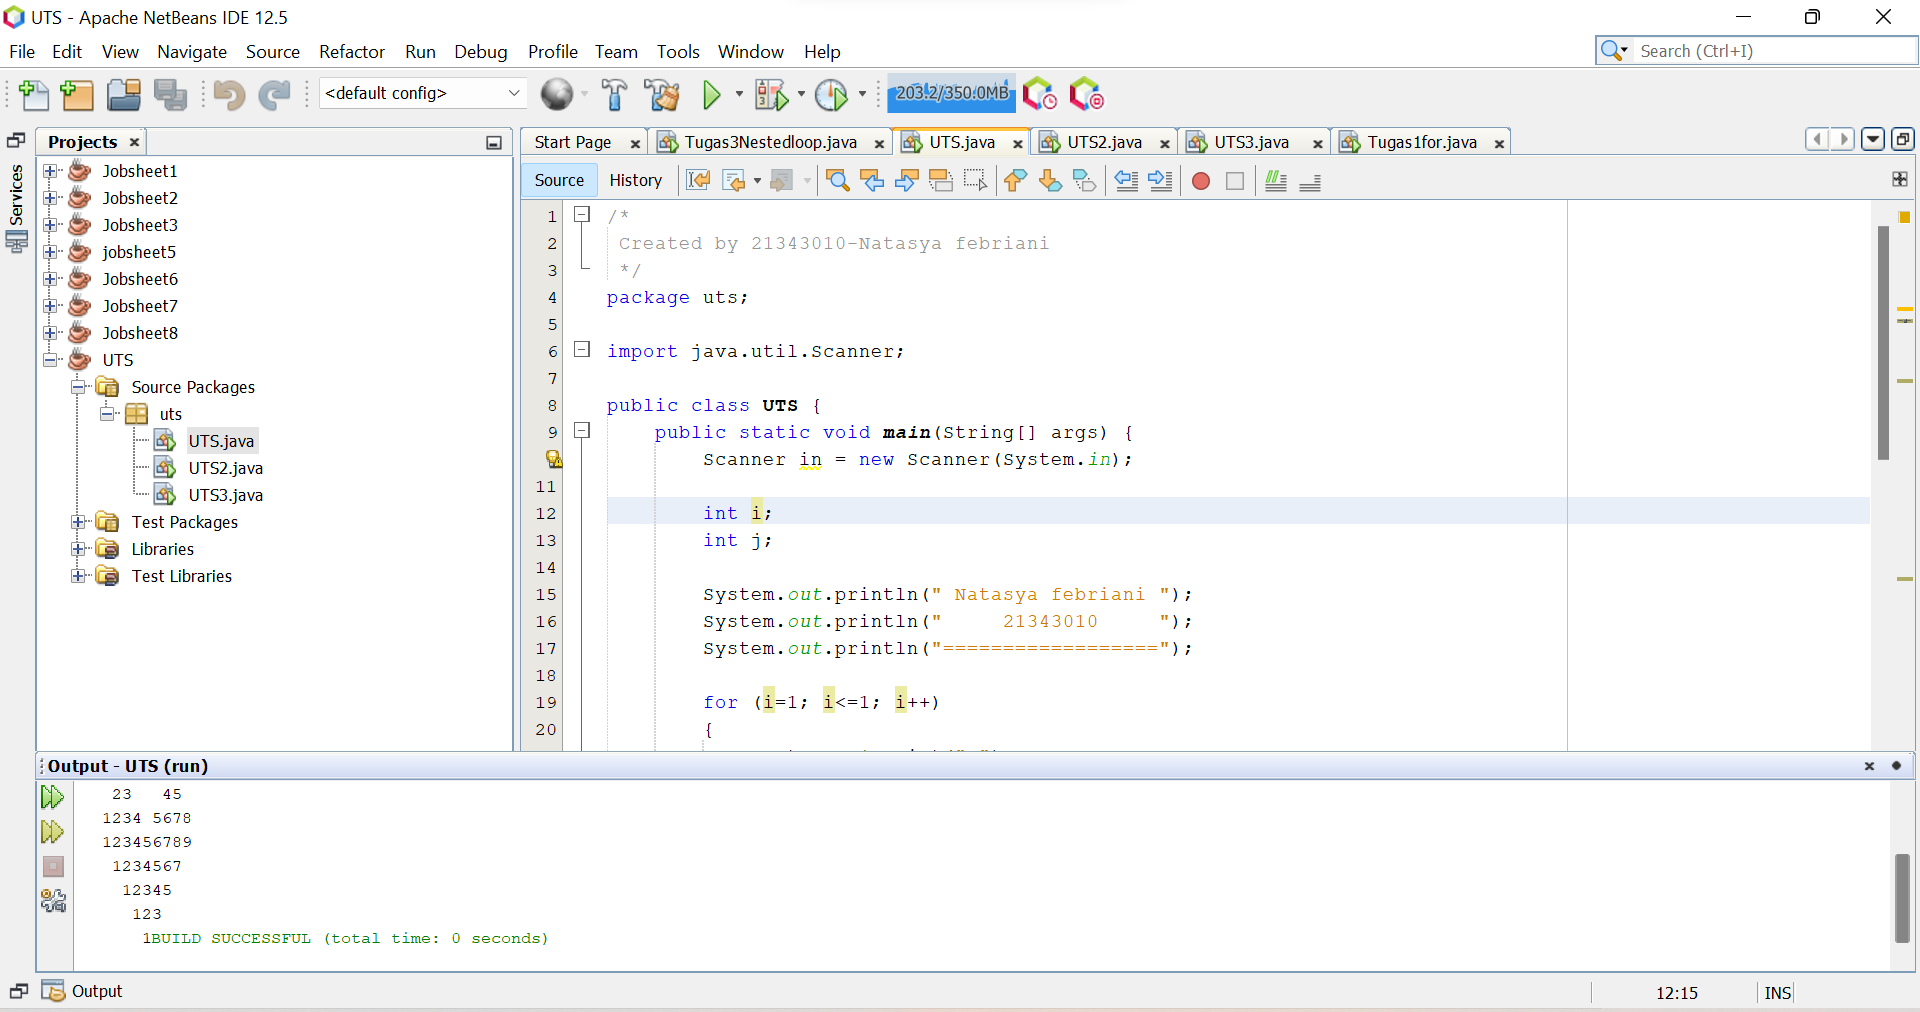 UTS - Apache NetBeans IDE 12.5
File Edit View Navigate Source Refactor Run Debug Profile Team Tools Window Help
Search (Ctrl+I)
<default config>
203.2/350.0MB
Services
Projects
Jobsheet1
Jobsheet2
Jobsheet3
jobsheet5
Jobsheet6
Jobsheet7
Jobsheet8
UTS
Source Packages
uts
UTS.java
UTS2.java
UTS3.java
Test Packages
Libraries
Test Libraries
Start Page Tugas3Nestedloop.java UTS.java UTS2.java UTS3.java Tugas1for.java
Source History
1 /*
2 Created by 21343010-Natasya febriani
3 */
4 package uts;
5
6 import java.util.Scanner;
7
8 public class UTS {
9 public static void main(String[] args) {
Scanner in = new Scanner(System.in);
11
12 int i;
13 int j;
14
15 System.out.println(" Natasya febriani ");
16 System.out.println("     21343010     ");
17 System.out.println("==================");
18
19 for (i=1; i<=1; i++)
20 {
Output - UTS (run)
23   45
1234 5678
123456789
1234567
12345
123
1BUILD SUCCESSFUL (total time: 0 seconds)
Output
12:15 INS